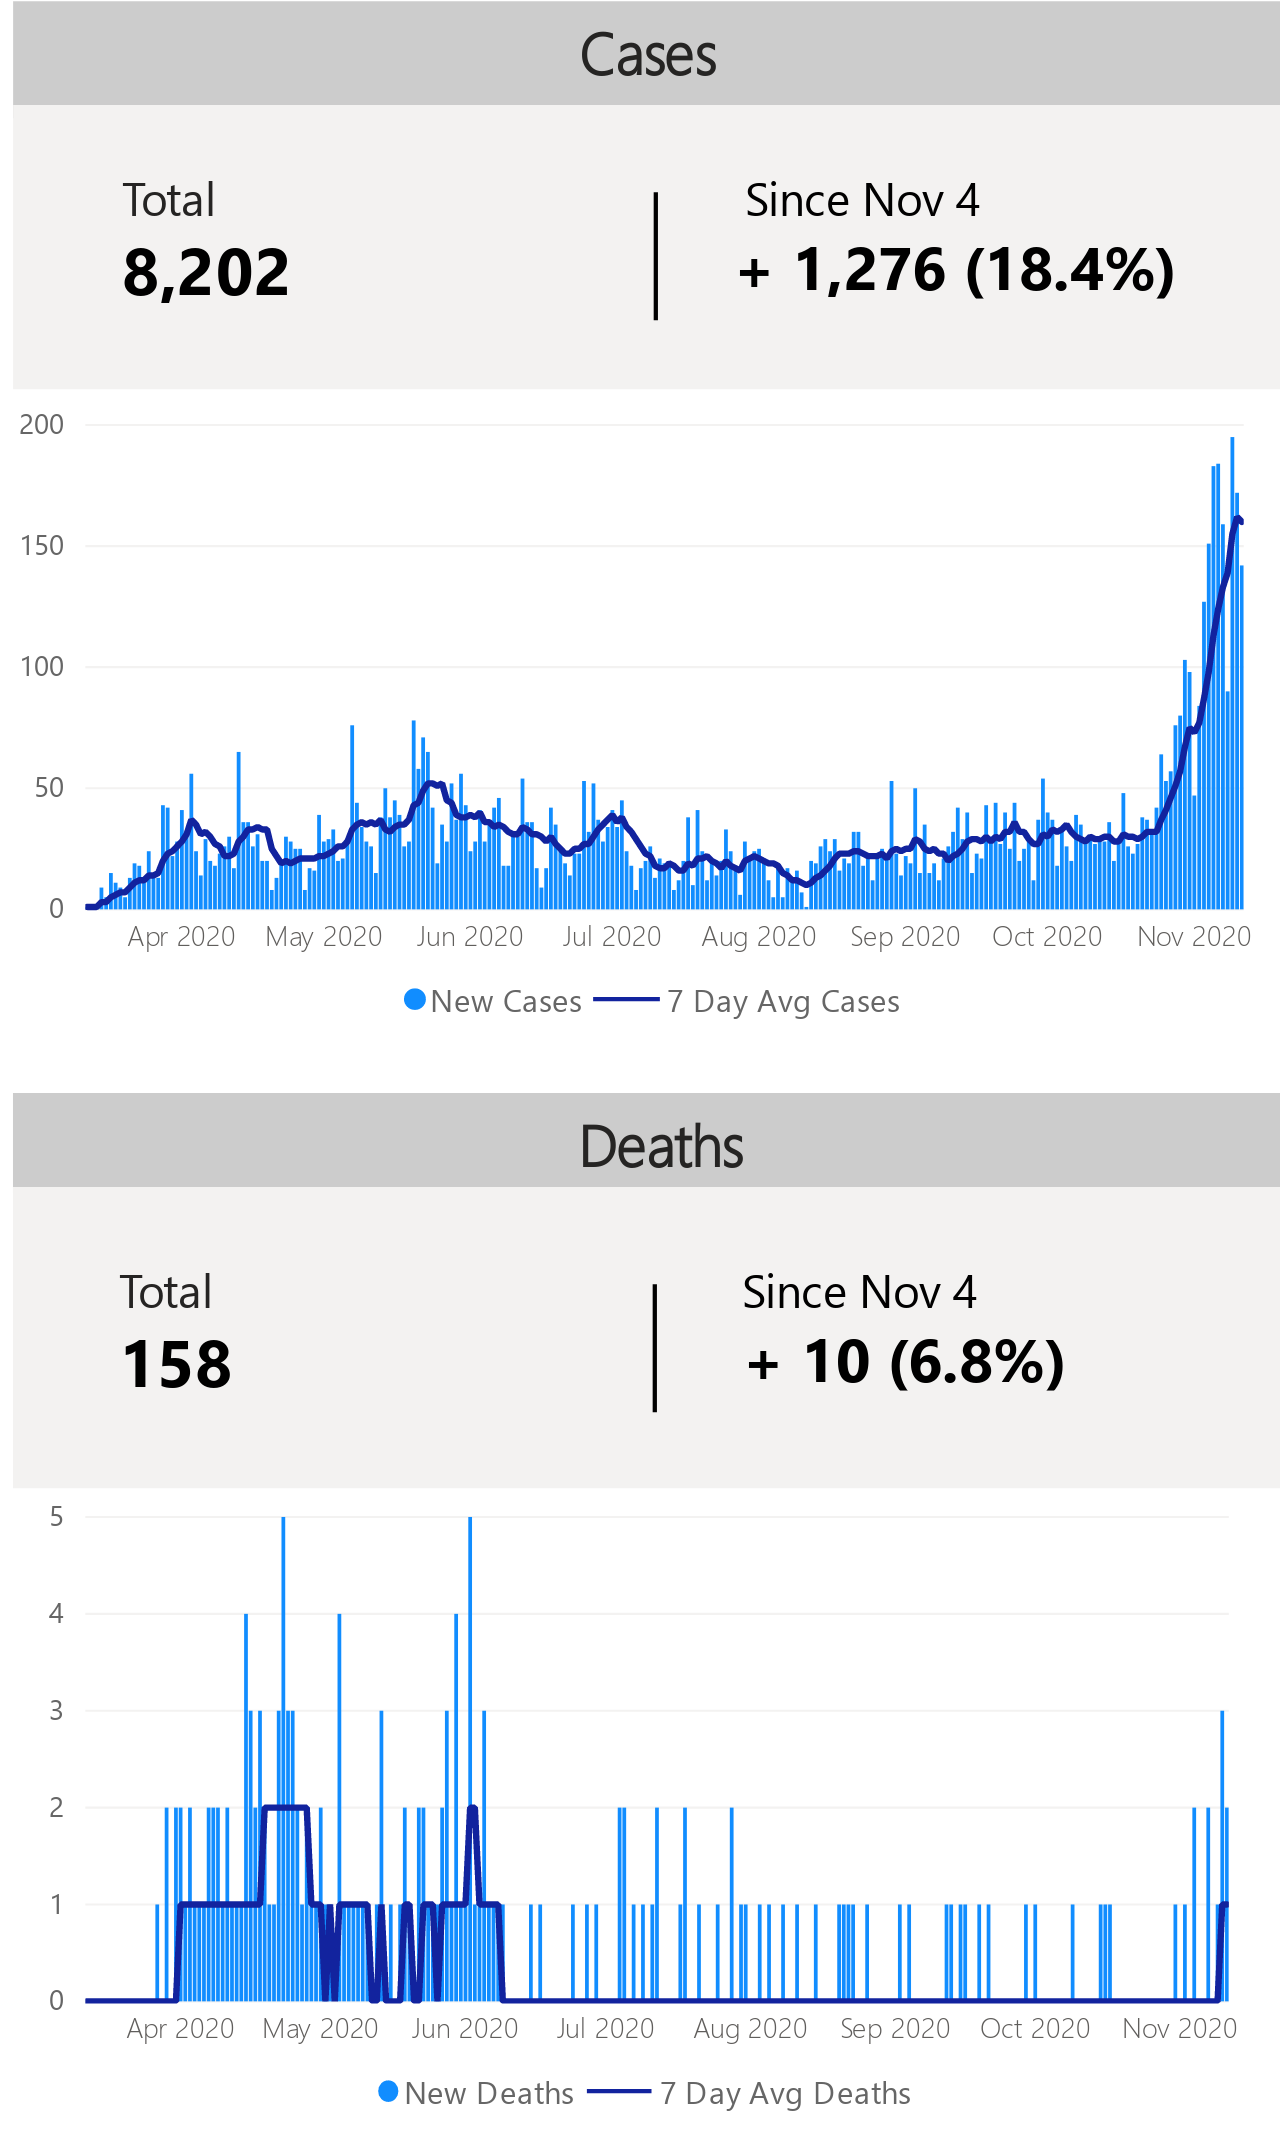 Cases
Total
8,202
Since Nov 4
+ 1,276 (18.4%)
200
150
100
50
0
Apr 2020 May 2020 Jun 2020 Jul 2020 Aug 2020 Sep 2020 Oct 2020 Nov 2020
New Cases 7 Day Avg Cases
Deaths
Total
158
Since Nov 4
+ 10 (6.8%)
5
4
3
2
1
0
Apr 2020 May 2020 Jun 2020 Jul 2020 Aug 2020 Sep 2020 Oct 2020 Nov 2020
New Deaths 7 Day Avg Deaths